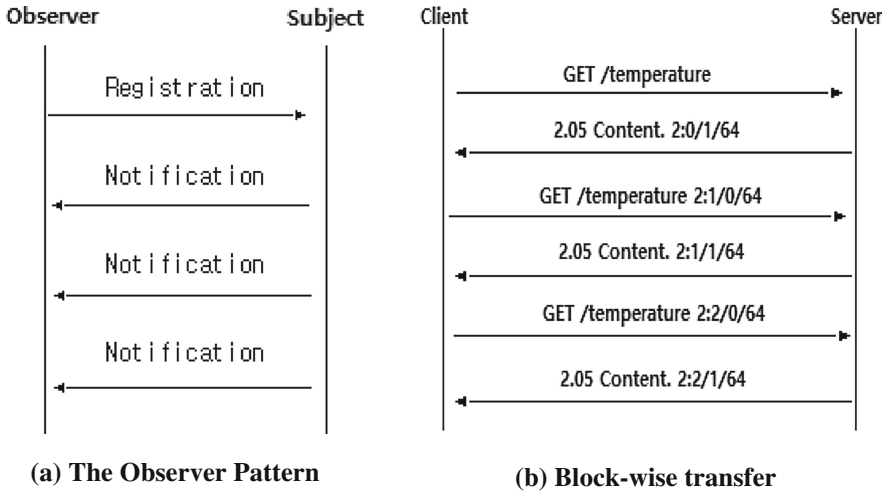 Observer
Subject
Registration
Notification
Notification
Notification
(a) The Observer Pattern
Client
Server
GET /temperature
2.05 Content. 2:0/1/64
GET /temperature 2:1/0/64
2.05 Content. 2:1/1/64
GET /temperature 2:2/0/64
2.05 Content. 2:2/1/64
(b) Block-wise transfer